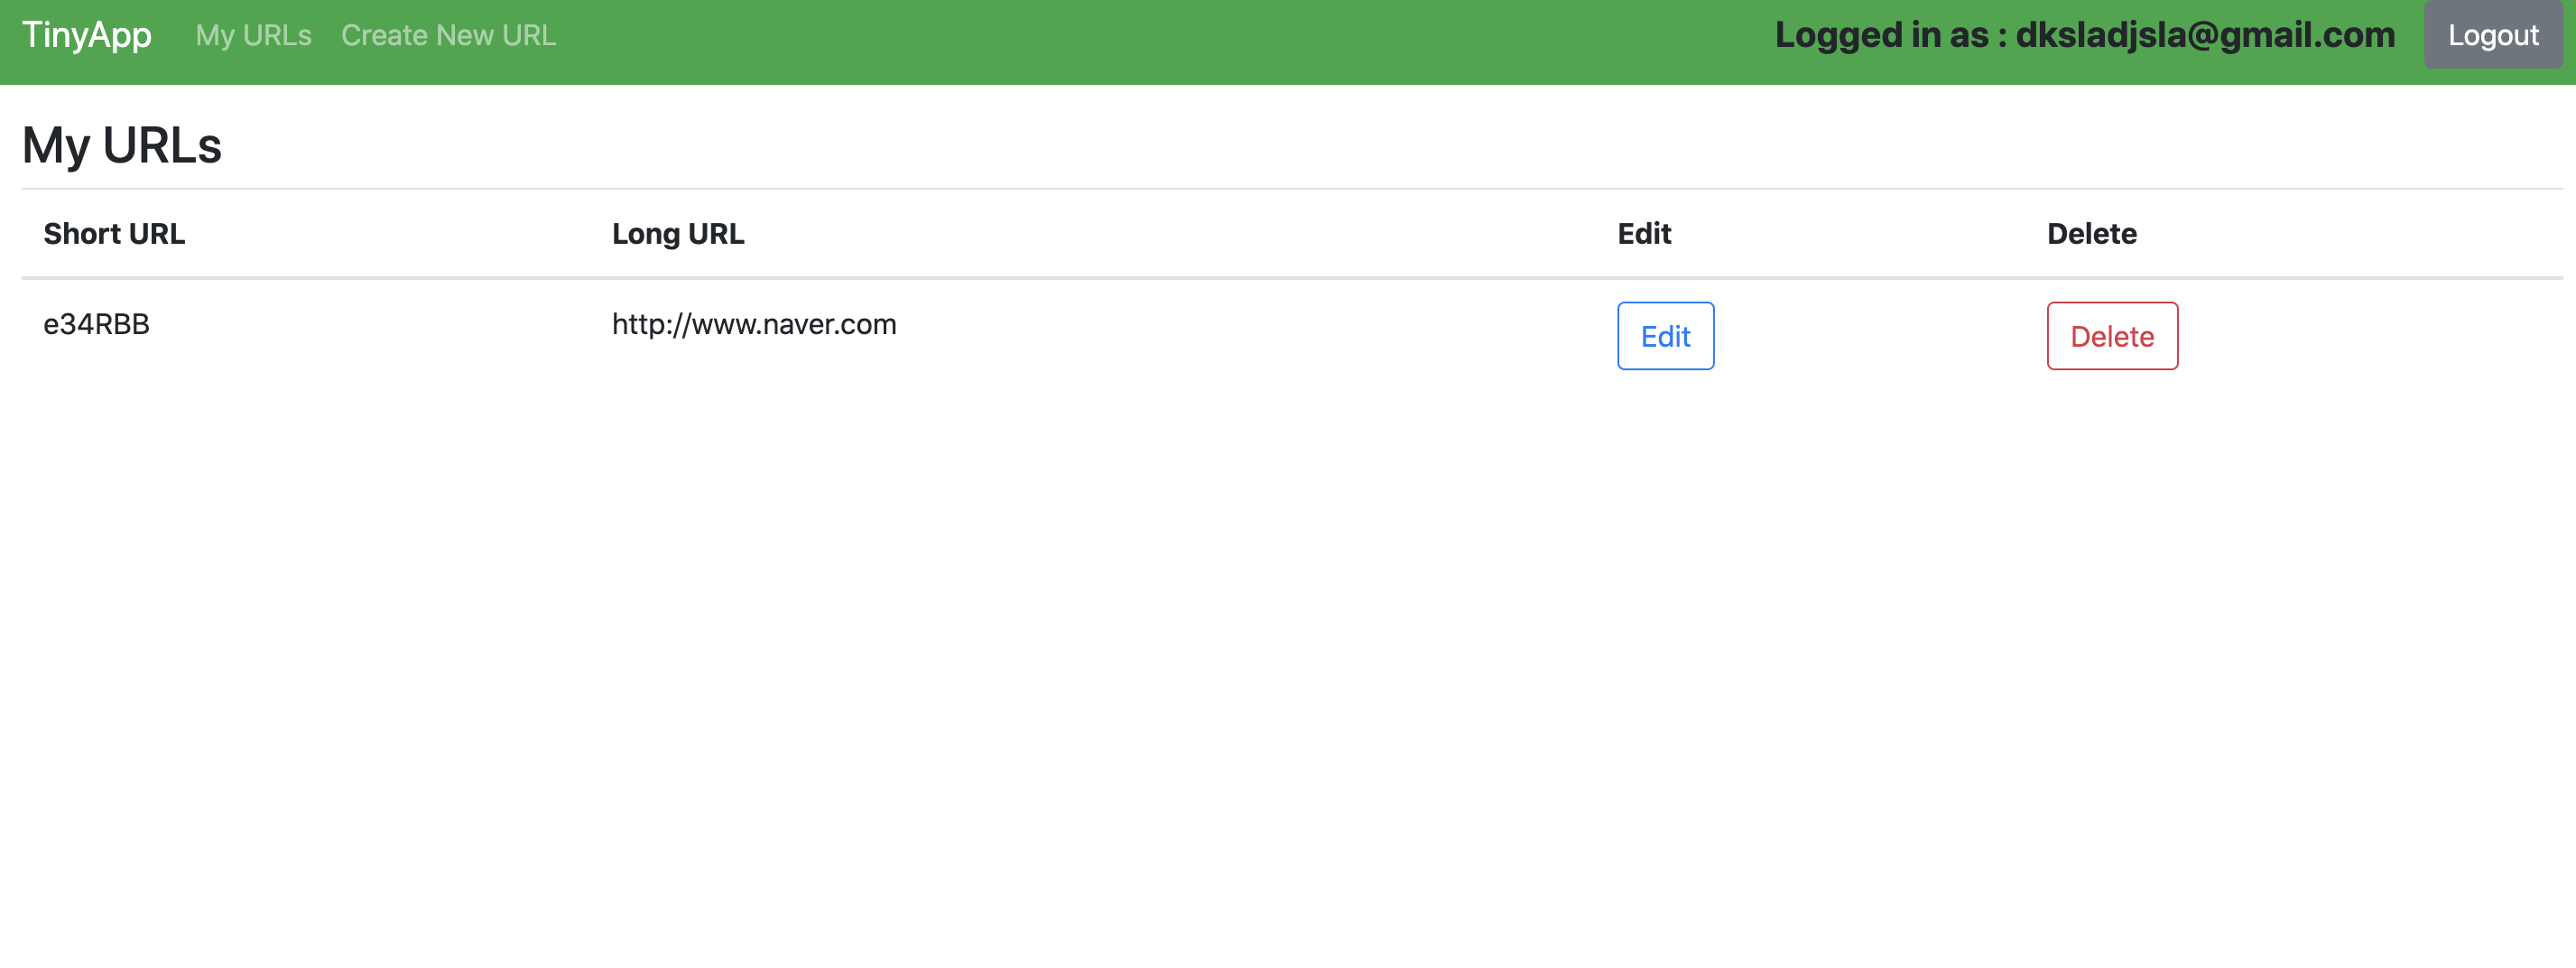 TinyApp My URLs Create New URL Logged in as : dksladjsla@gmail.com Logout
My URLs
Short URL Long URL Edit Delete
e34RBB http://www.naver.com Edit Delete